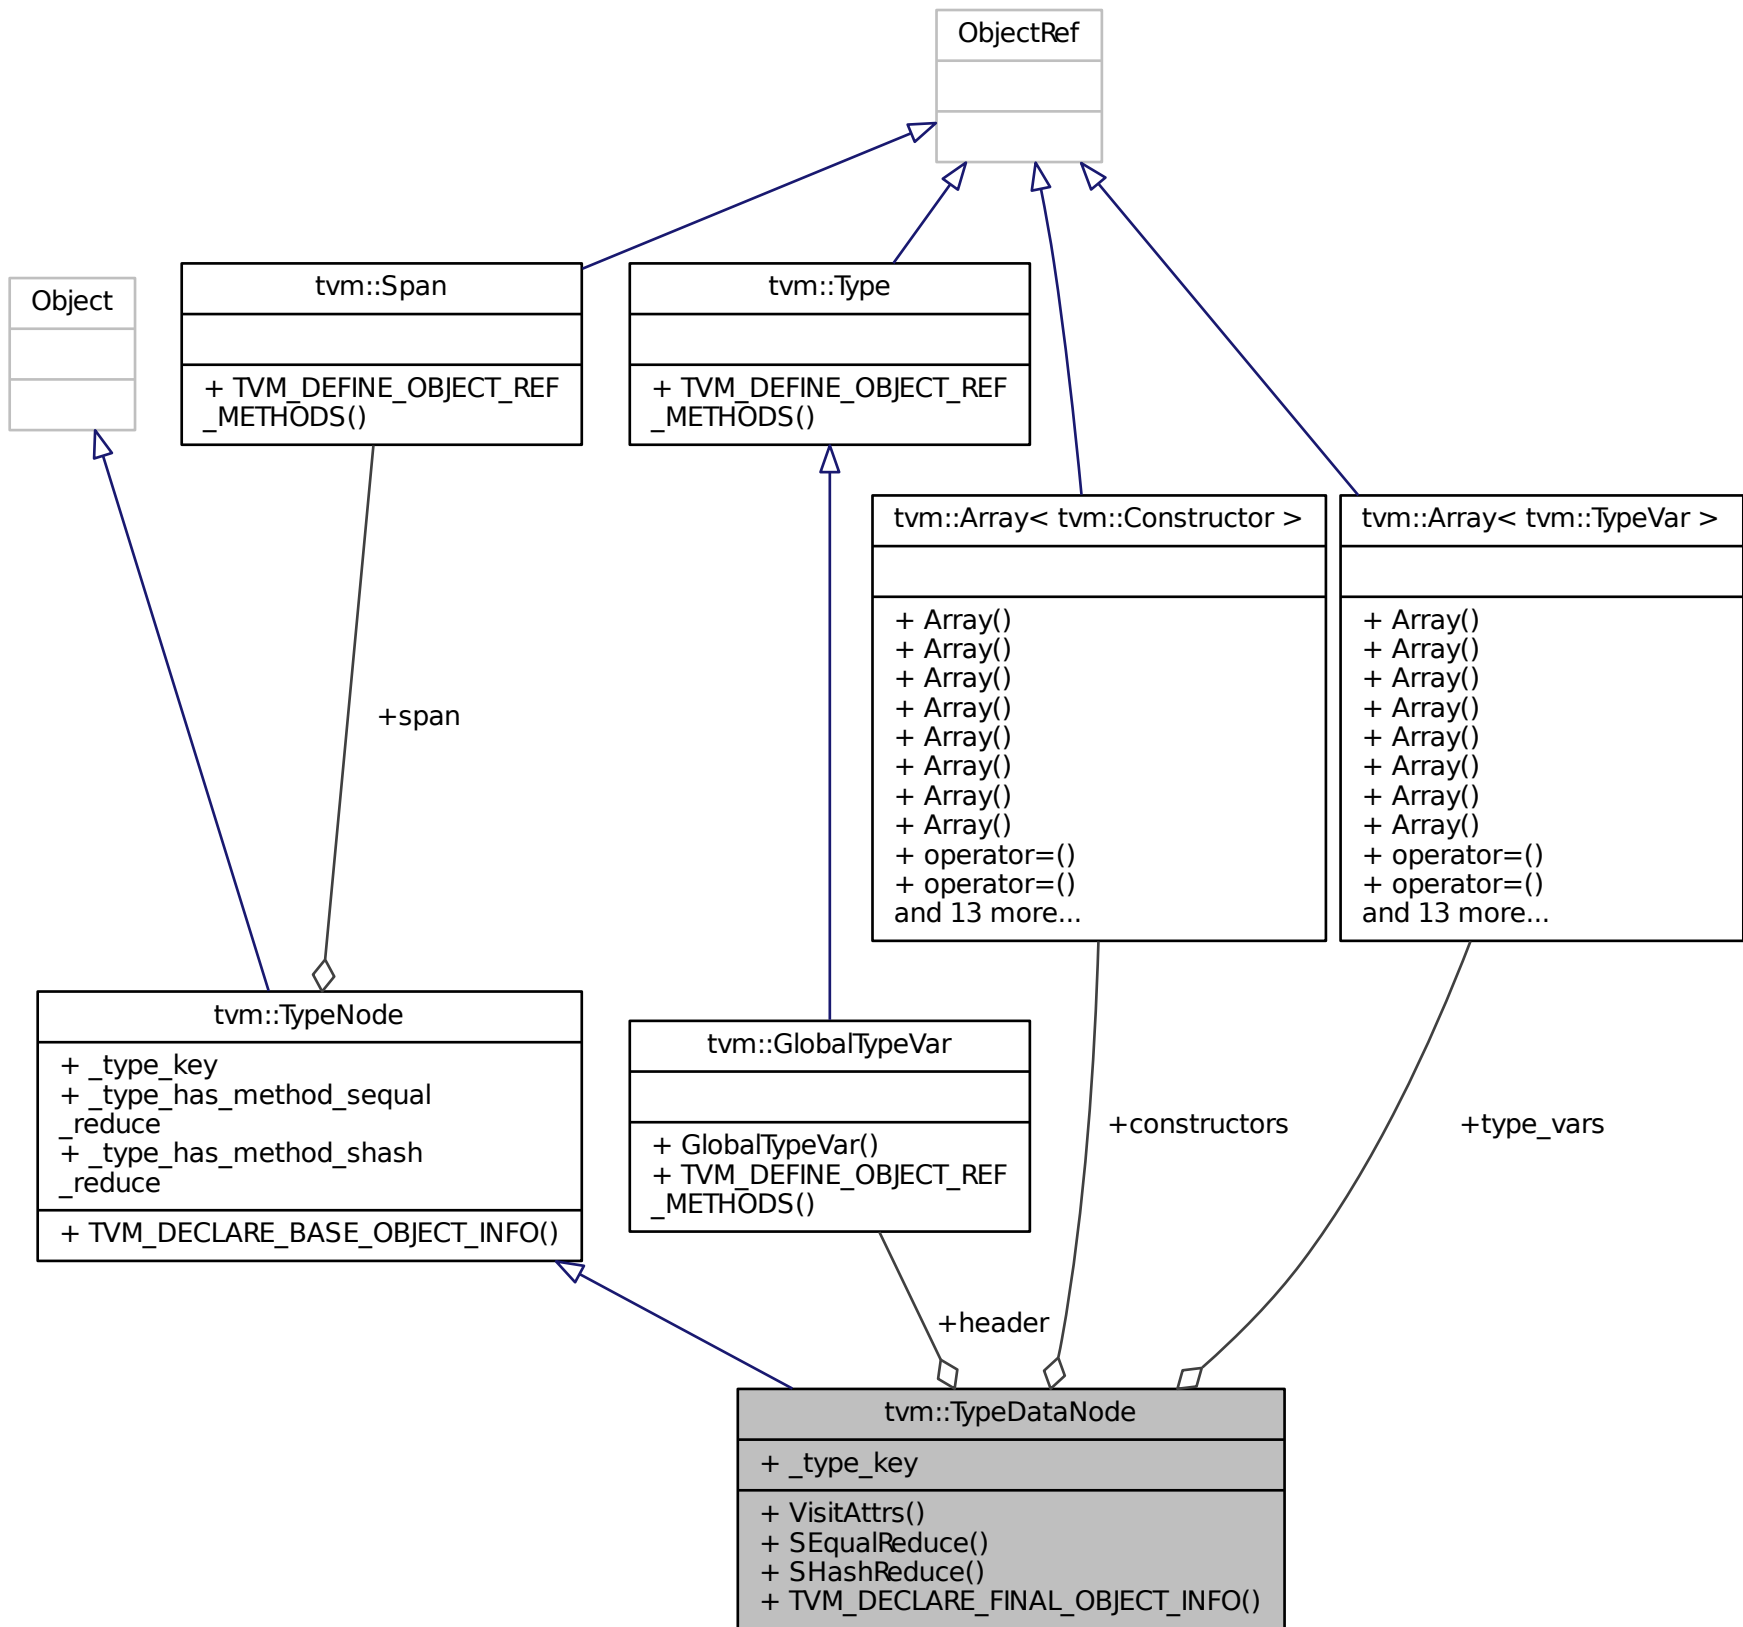 ObjectRef
Object
tvm::Span
+ TVM_DEFINE_OBJECT_REF
_METHODS()
tvm::Type
+ TVM_DEFINE_OBJECT_REF
_METHODS()
tvm::Array< tvm::Constructor >
+ Array()
+ Array()
+ Array()
+ Array()
+ Array()
+ Array()
+ Array()
+ Array()
+ operator=()
+ operator=()
and 13 more...
tvm::Array< tvm::TypeVar >
+ Array()
+ Array()
+ Array()
+ Array()
+ Array()
+ Array()
+ Array()
+ Array()
+ operator=()
+ operator=()
and 13 more...
+span
tvm::TypeNode
+ _type_key
+ _type_has_method_sequal
_reduce
+ _type_has_method_shash
_reduce
+ TVM_DECLARE_BASE_OBJECT_INFO()
tvm::GlobalTypeVar
+ GlobalTypeVar()
+ TVM_DEFINE_OBJECT_REF
_METHODS()
+constructors
+type_vars
+header
tvm::TypeDataNode
+ _type_key
+ VisitAttrs()
+ SEqualReduce()
+ SHashReduce()
+ TVM_DECLARE_FINAL_OBJECT_INFO()